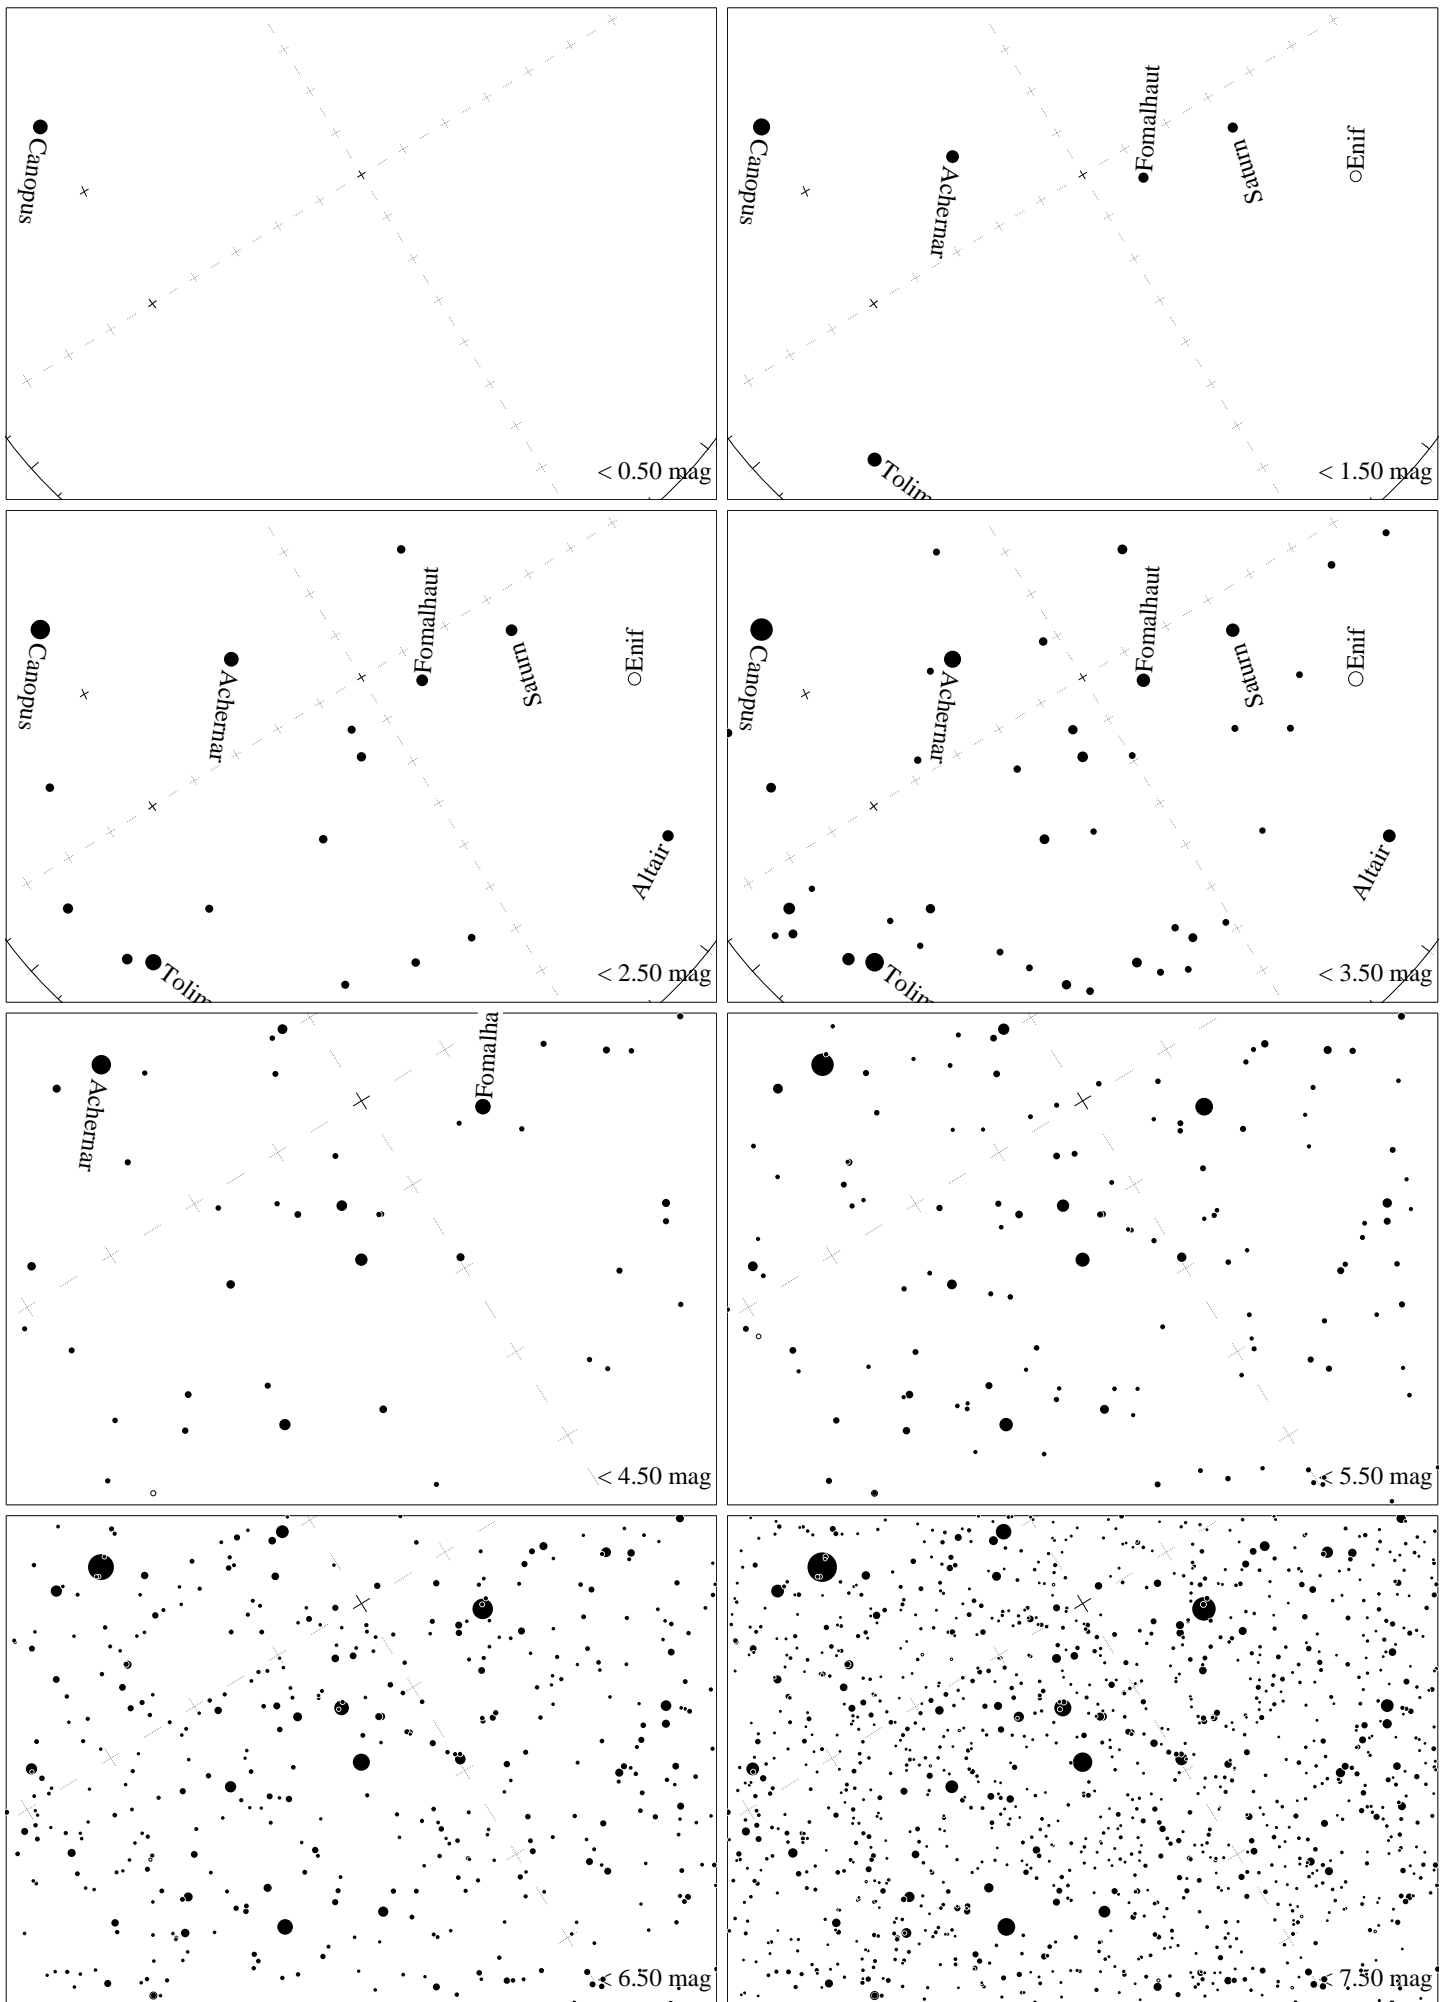 Canopus
< 0.50 mag
Canopus
Achernar
Fomalhaut
Saturn
Enif
Tolim
< 1.50 mag
Canopus
Achernar
Fomalhaut
Saturn
Enif
Altair
Tolim
< 2.50 mag
Canopus
Achernar
Fomalhaut
Saturn
Enif
Altair
Tolim
< 3.50 mag
Achernar
Fomalha
< 4.50 mag
< 5.50 mag
< 6.50 mag
< 7.50 mag